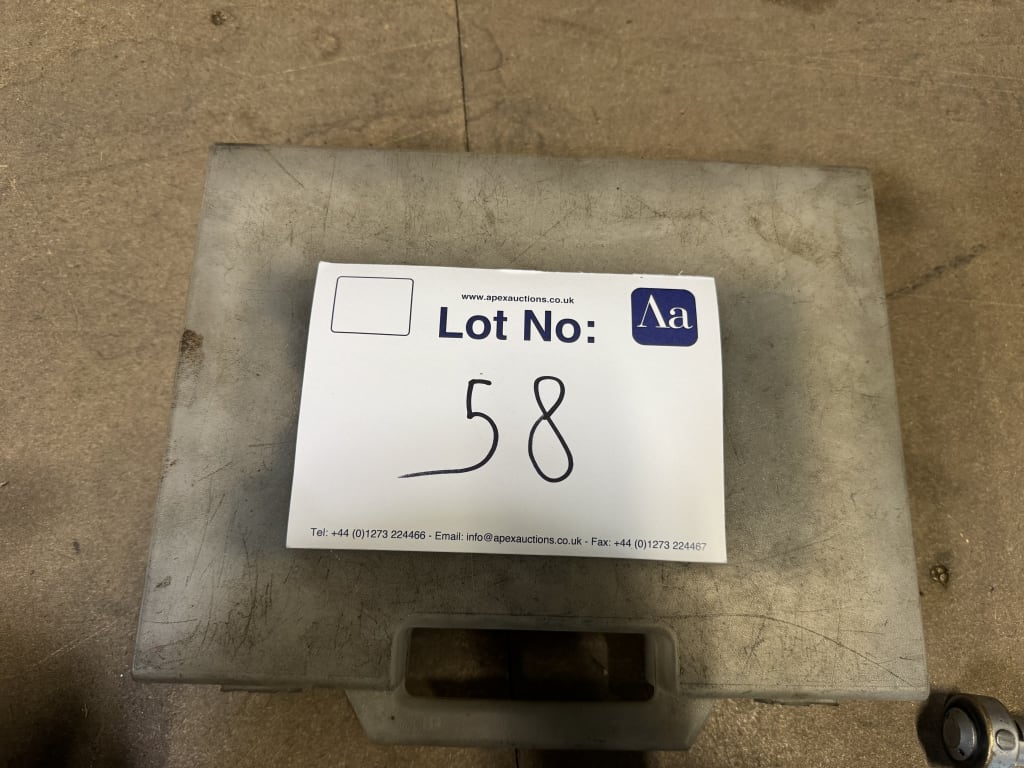 www.apexauctions.co.uk
Lot No:
Λa
58
Tel: +44 (0)1273 224466 - Email: info@apexauctions.co.uk - Fax: +44 (0)1273 224467